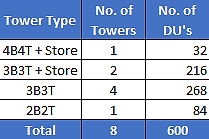 Tower Type No. of Towers No. of DU's
4B4T + Store 1 32
3B3T + Store 2 216
3B3T 4 268
2B2T 1 84
Total 8 600